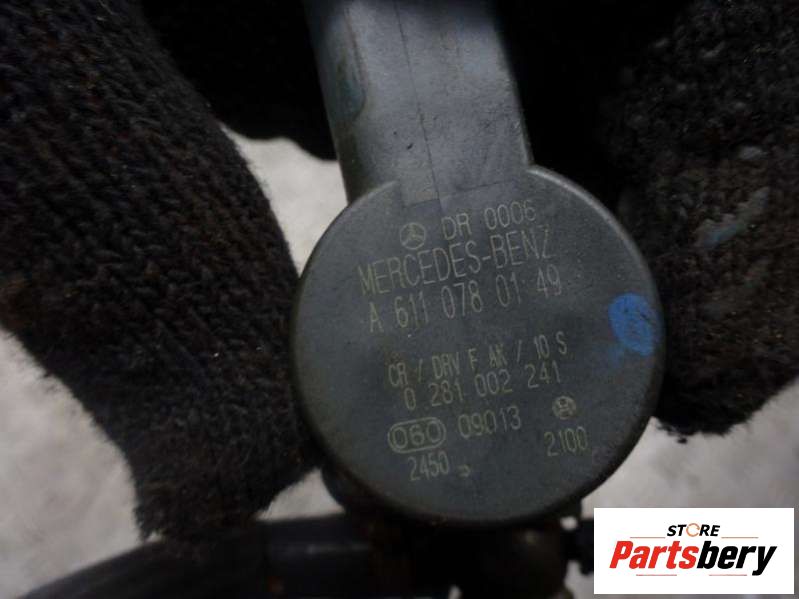 DR 0006
MERCEDES-BENZ
A 611 078 01 49
CR / DRV F AK / 10 S
0 281 002 241
060 09013
2450 2100
STORE
Partsbery